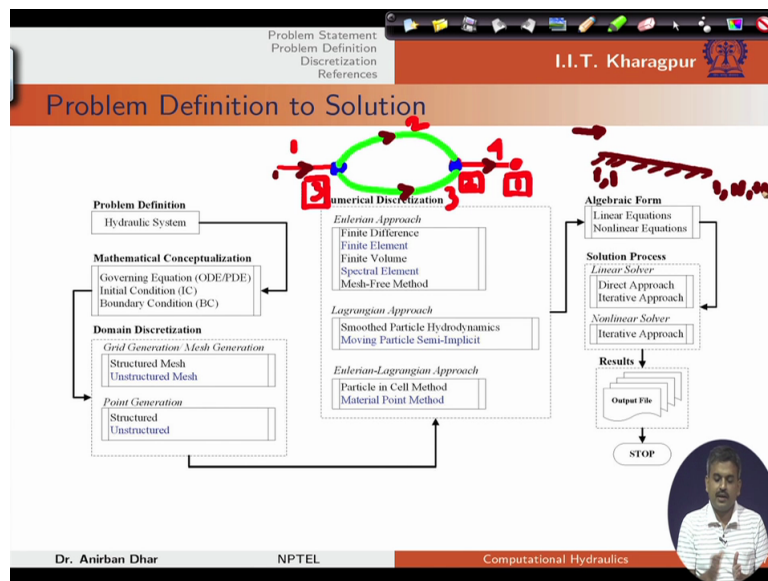 Problem Statement
Problem Definition
Discretization
References
I.I.T. Kharagpur
Problem Definition to Solution
1
2
3
4
3
2
1
1,1
Problem Definition
Hydraulic System
Mathematical Conceptualization
Governing Equation (ODE/PDE)
Initial Condition (IC)
Boundary Condition (BC)
Domain Discretization
Grid Generation/ Mesh Generation
Structured Mesh
Unstructured Mesh
Point Generation
Structured
Unstructured
umerical Discretization
Eulerian Approach
Finite Difference
Finite Element
Finite Volume
Spectral Element
Mesh-Free Method
Lagrangian Approach
Smoothed Particle Hydrodynamics
Moving Particle Semi-Implicit
Eulerian-Lagrangian Approach
Particle in Cell Method
Material Point Method
Algebraic Form
Linear Equations
Nonlinear Equations
Solution Process
Linear Solver
Direct Approach
Iterative Approach
Nonlinear Solver
Iterative Approach
Results
Output File
STOP
Dr. Anirban Dhar
NPTEL
Computational Hydraulics